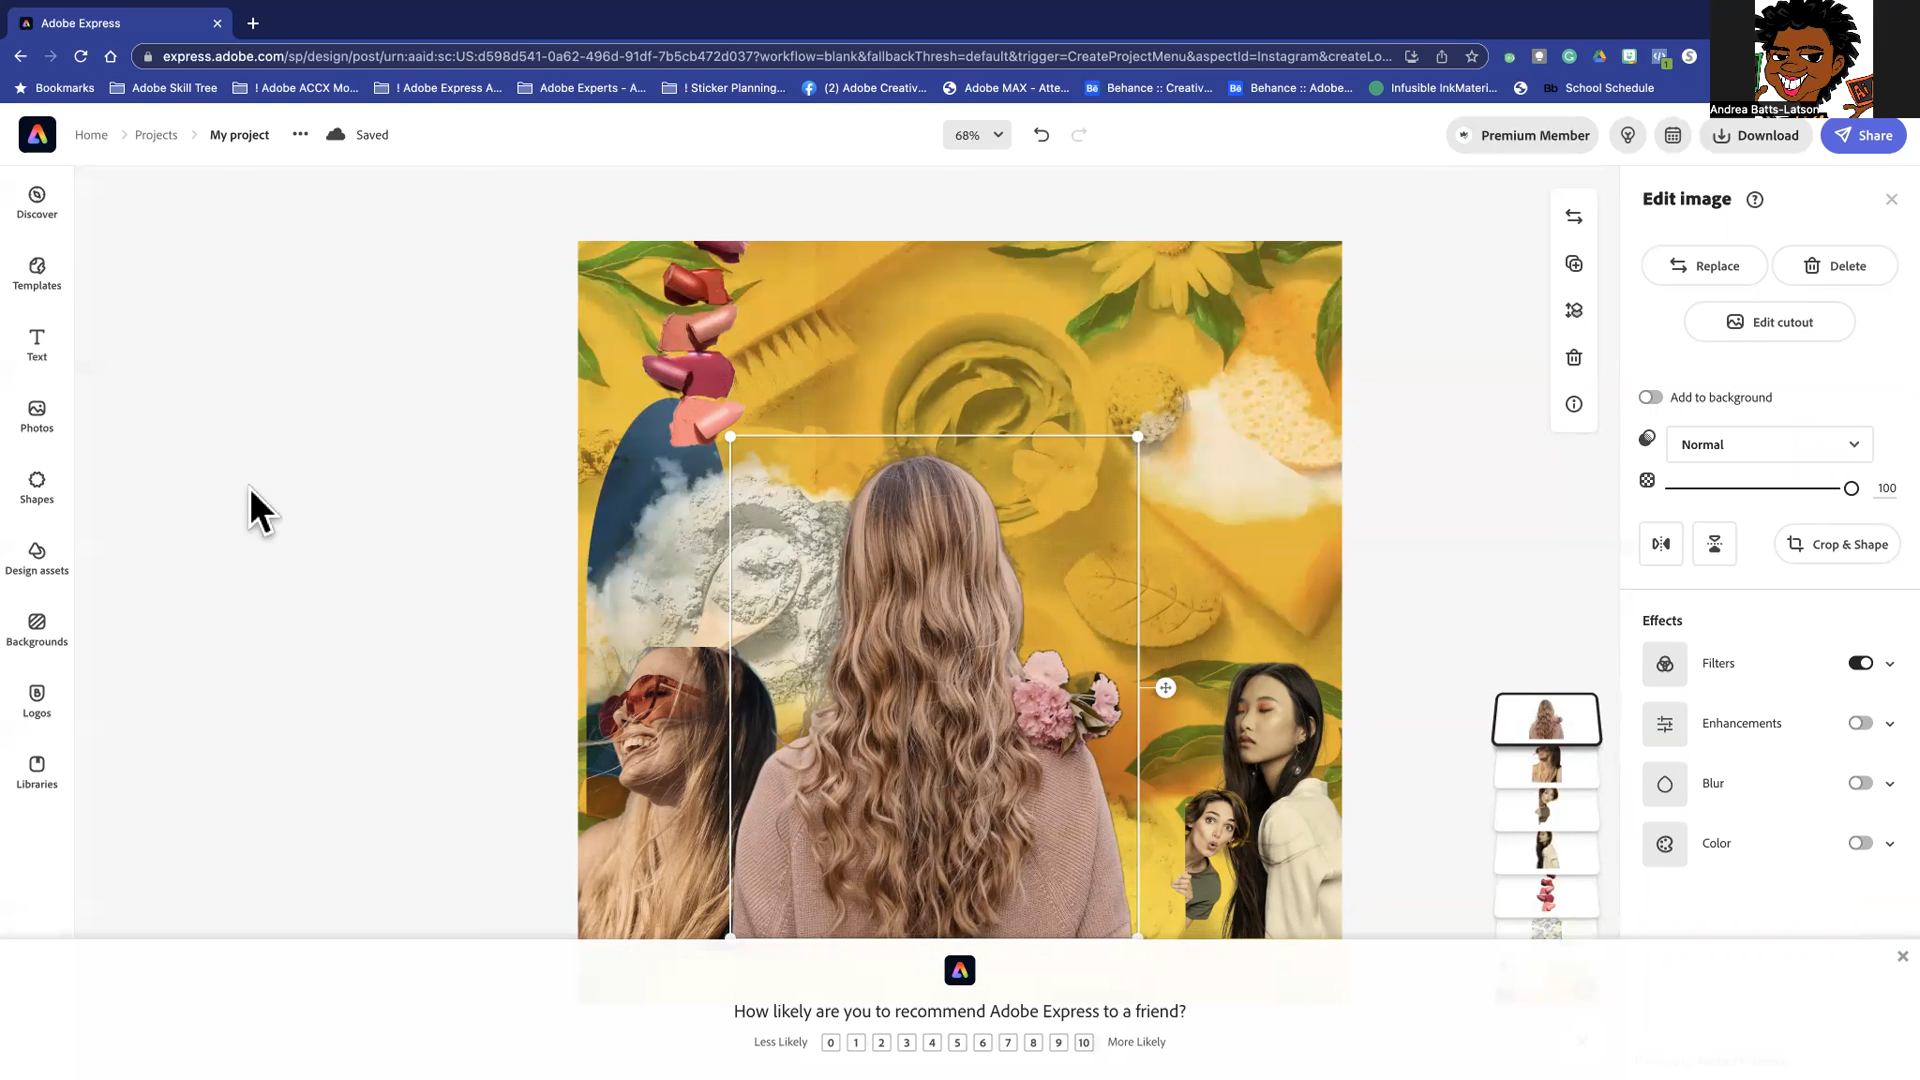 Adobe Express
express.adobe.com/sp/design/post/urn:aaid:sc:US:d598d541-0a62-496d-91df-7b5cb472d037?workflow=blank&fallbackThresh=default&trigger=CreateProjectMenu&aspectId=Instagram&createLo...
1
Bookmarks Adobe Skill Tree ! Adobe ACCX Mo... ! Adobe Express A... Adobe Experts - A... ! Sticker Planning... (2) Adobe Creativ... Adobe MAX - Atte... Bē Behance :: Creativ... Bē Behance :: Adobe... Infusible InkMateri... Bb School Schedule
Andrea Batts-Latson
Home Projects My project ••• Saved 68% Premium Member Download Share
Discover
Templates
Text
Photos
Shapes
Design assets
Backgrounds
Logos
Libraries
Edit image
Replace Delete
Edit cutout
Add to background
Normal
100
Crop & Shape
Effects
Filters
Enhancements
Blur
Color
How likely are you to recommend Adobe Express to a friend?
Less Likely 0 1 2 3 4 5 6 7 8 9 10 More Likely